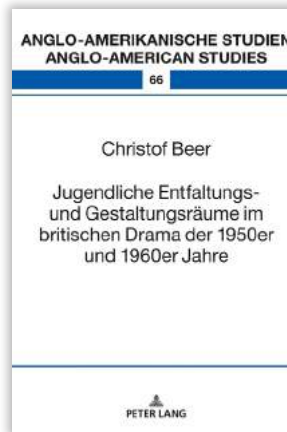 ANGLO-AMERIKANISCHE STUDIEN
ANGLO-AMERICAN STUDIES
66
Christof Beer
Jugendliche Entfaltungs-
und Gestaltungsräume im
britischen Drama der 1950er
und 1960er Jahre
PETER LANG